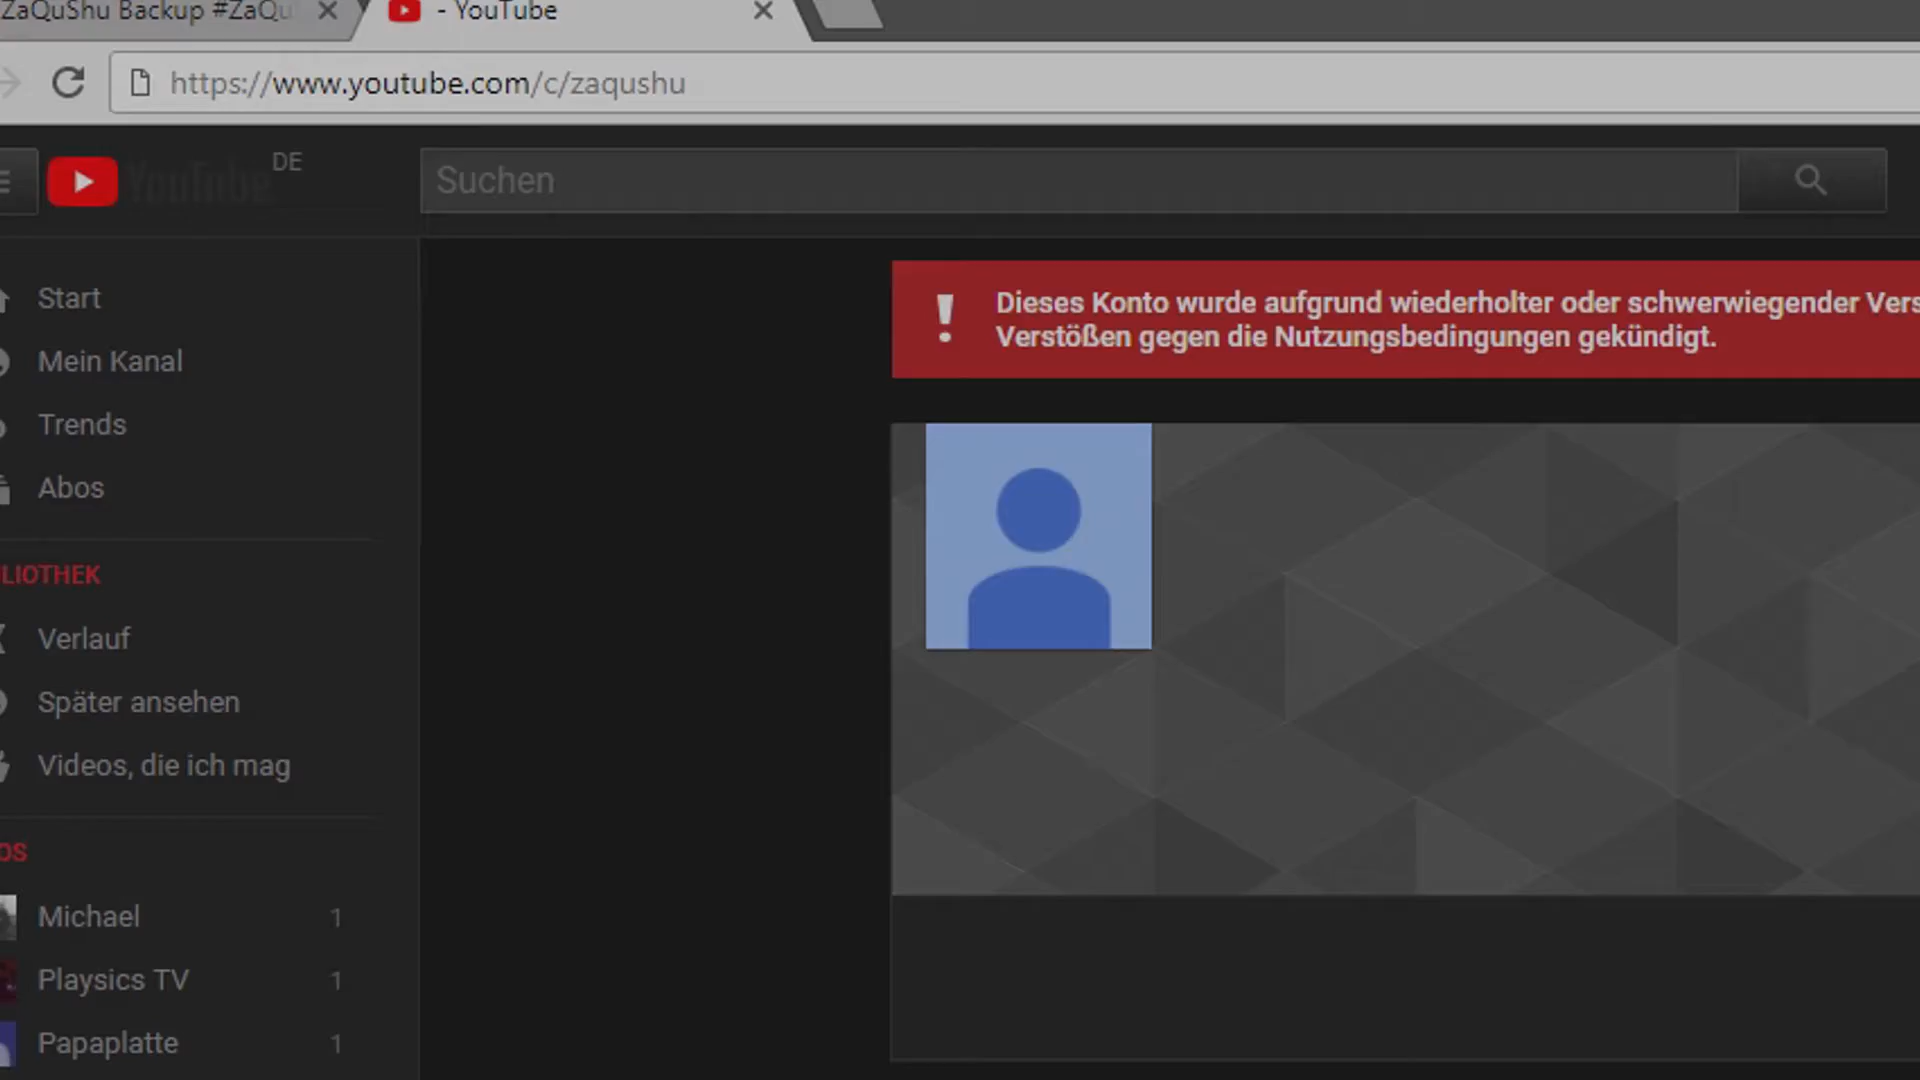 ZaQuShu Backup #ZaQu
- YouTube
https://www.youtube.com/c/zaqushu
YouTube DE
Suchen
Start
Mein Kanal
Trends
Abos
LIOTHEK
Verlauf
Später ansehen
Videos, die ich mag
OS
Michael 1
Playsics TV 1
Papaplatte 1
Dieses Konto wurde aufgrund wiederholter oder schwerwiegender Vers
Verstößen gegen die Nutzungsbedingungen gekündigt.